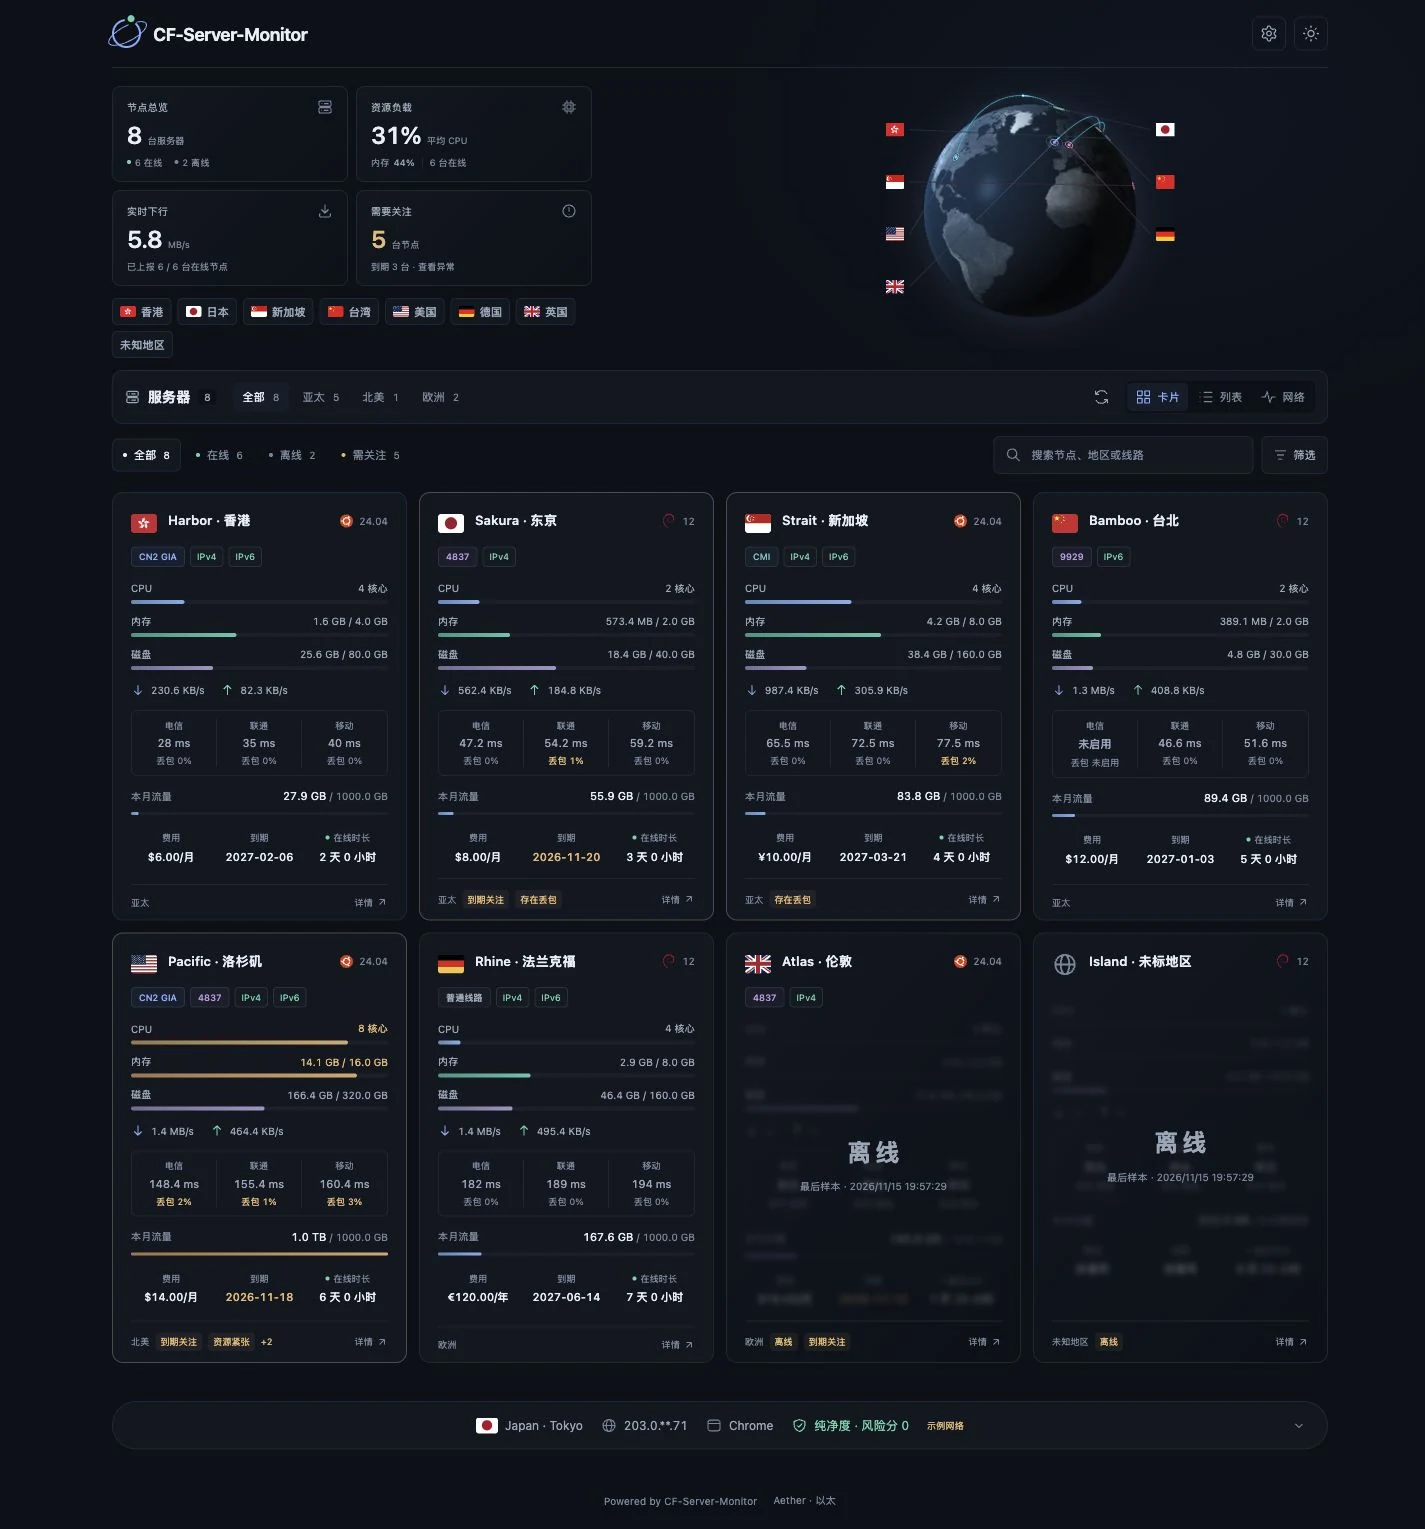 CF-Server-Monitor
节点总览
8 台服务器
6 在线 2 离线
资源负载
31% 平均 CPU
内存 44% 6 台在线
实时下行
5.8 MB/s
已上报 6 / 6 台在线节点
需要关注
5 台节点
到期 3 台 · 查看异常
香港 日本 新加坡 台湾 美国 德国 英国
未知地区
服务器 8 全部 8 亚太 5 北美 1 欧洲 2 卡片 列表 网络
全部 8 在线 6 离线 2 需关注 5 搜索节点、地区或线路 筛选
Harbor · 香港 24.04
CN2 GIA IPv4 IPv6
CPU 4 核心
内存 1.6 GB / 4.0 GB
磁盘 25.6 GB / 80.0 GB
↓ 230.6 KB/s ↑ 82.3 KB/s
电信 联通 移动
28 ms 35 ms 40 ms
丢包 0% 丢包 0% 丢包 0%
本月流量 27.9 GB / 1000.0 GB
费用 到期 在线时长
$6.00/月 2027-02-06 2 天 0 小时
亚太 详情 ↗
Sakura · 东京 12
4837 IPv4
CPU 2 核心
内存 573.4 MB / 2.0 GB
磁盘 18.4 GB / 40.0 GB
↓ 562.4 KB/s ↑ 184.8 KB/s
电信 联通 移动
47.2 ms 54.2 ms 59.2 ms
丢包 0% 丢包 1% 丢包 0%
本月流量 55.9 GB / 1000.0 GB
费用 到期 在线时长
$8.00/月 2026-11-20 3 天 0 小时
亚太 到期关注 存在丢包 详情 ↗
Strait · 新加坡 24.04
CMI IPv4 IPv6
CPU 4 核心
内存 4.2 GB / 8.0 GB
磁盘 38.4 GB / 160.0 GB
↓ 987.4 KB/s ↑ 305.9 KB/s
电信 联通 移动
65.5 ms 72.5 ms 77.5 ms
丢包 0% 丢包 0% 丢包 2%
本月流量 83.8 GB / 1000.0 GB
费用 到期 在线时长
¥10.00/月 2027-03-21 4 天 0 小时
亚太 存在丢包 详情 ↗
Bamboo · 台北 12
9929 IPv6
CPU 2 核心
内存 389.1 MB / 2.0 GB
磁盘 4.8 GB / 30.0 GB
↓ 1.3 MB/s ↑ 408.8 KB/s
电信 联通 移动
未启用 46.6 ms 51.6 ms
丢包 未启用 丢包 0% 丢包 0%
本月流量 89.4 GB / 1000.0 GB
费用 到期 在线时长
$12.00/月 2027-01-03 5 天 0 小时
亚太 详情 ↗
Pacific · 洛杉矶 24.04
CN2 GIA 4837 IPv4 IPv6
CPU 8 核心
内存 14.1 GB / 16.0 GB
磁盘 166.4 GB / 320.0 GB
↓ 1.4 MB/s ↑ 464.4 KB/s
电信 联通 移动
148.4 ms 155.4 ms 160.4 ms
丢包 2% 丢包 1% 丢包 3%
本月流量 1.0 TB / 1000.0 GB
费用 到期 在线时长
$14.00/月 2026-11-18 6 天 0 小时
北美 到期关注 资源紧张 +2 详情 ↗
Rhine · 法兰克福 12
普通线路 IPv4 IPv6
CPU 4 核心
内存 2.9 GB / 8.0 GB
磁盘 46.4 GB / 160.0 GB
↓ 1.4 MB/s ↑ 495.4 KB/s
电信 联通 移动
182 ms 189 ms 194 ms
丢包 0% 丢包 0% 丢包 0%
本月流量 167.6 GB / 1000.0 GB
费用 到期 在线时长
€120.00/年 2027-06-14 7 天 0 小时
欧洲 详情 ↗
Atlas · 伦敦 24.04
4837 IPv4
离线
最后样本 · 2026/11/15 19:57:29
欧洲 离线 到期关注 详情 ↗
Island · 未标地区 12
离线
最后样本 · 2026/11/15 19:57:29
未知地区 离线 详情 ↗
Japan · Tokyo 203.0.**.71 Chrome 纯净度 · 风险分 0 示例网络
Powered by CF-Server-Monitor Aether · 以太